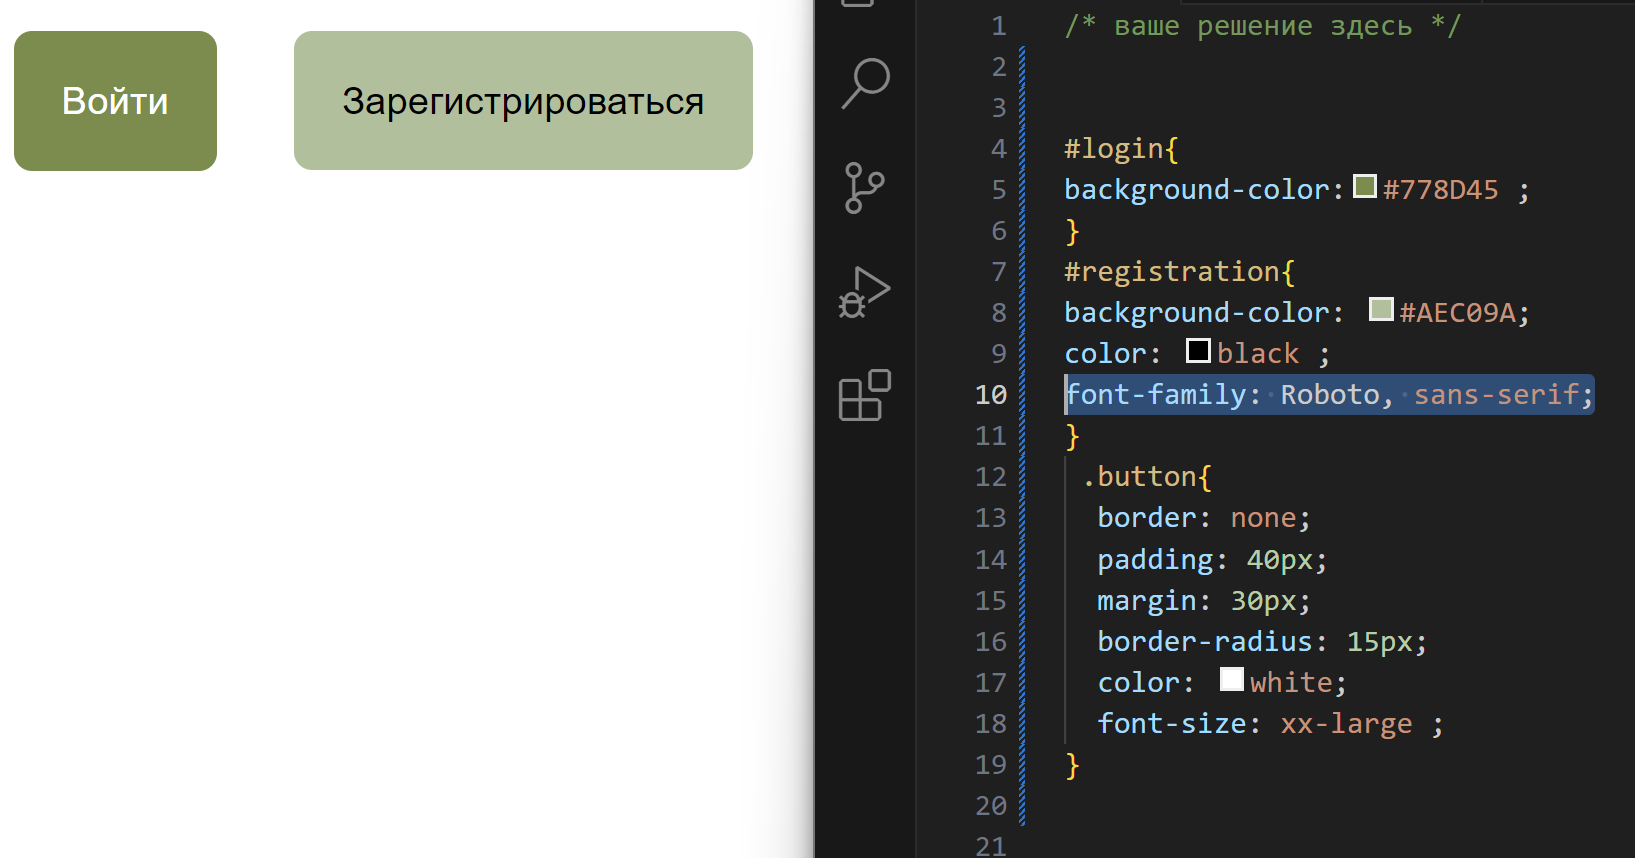 Войти
Зарегистрироваться
1 /* ваше решение здесь */
2
3
4 #login{
5 background-color: #778D45 ;
6 }
7 #registration{
8 background-color: #AEC09A;
9 color: black ;
10 font-family: Roboto, sans-serif;
11 }
12 .button{
13 border: none;
14 padding: 40px;
15 margin: 30px;
16 border-radius: 15px;
17 color: white;
18 font-size: xx-large ;
19 }
20
21